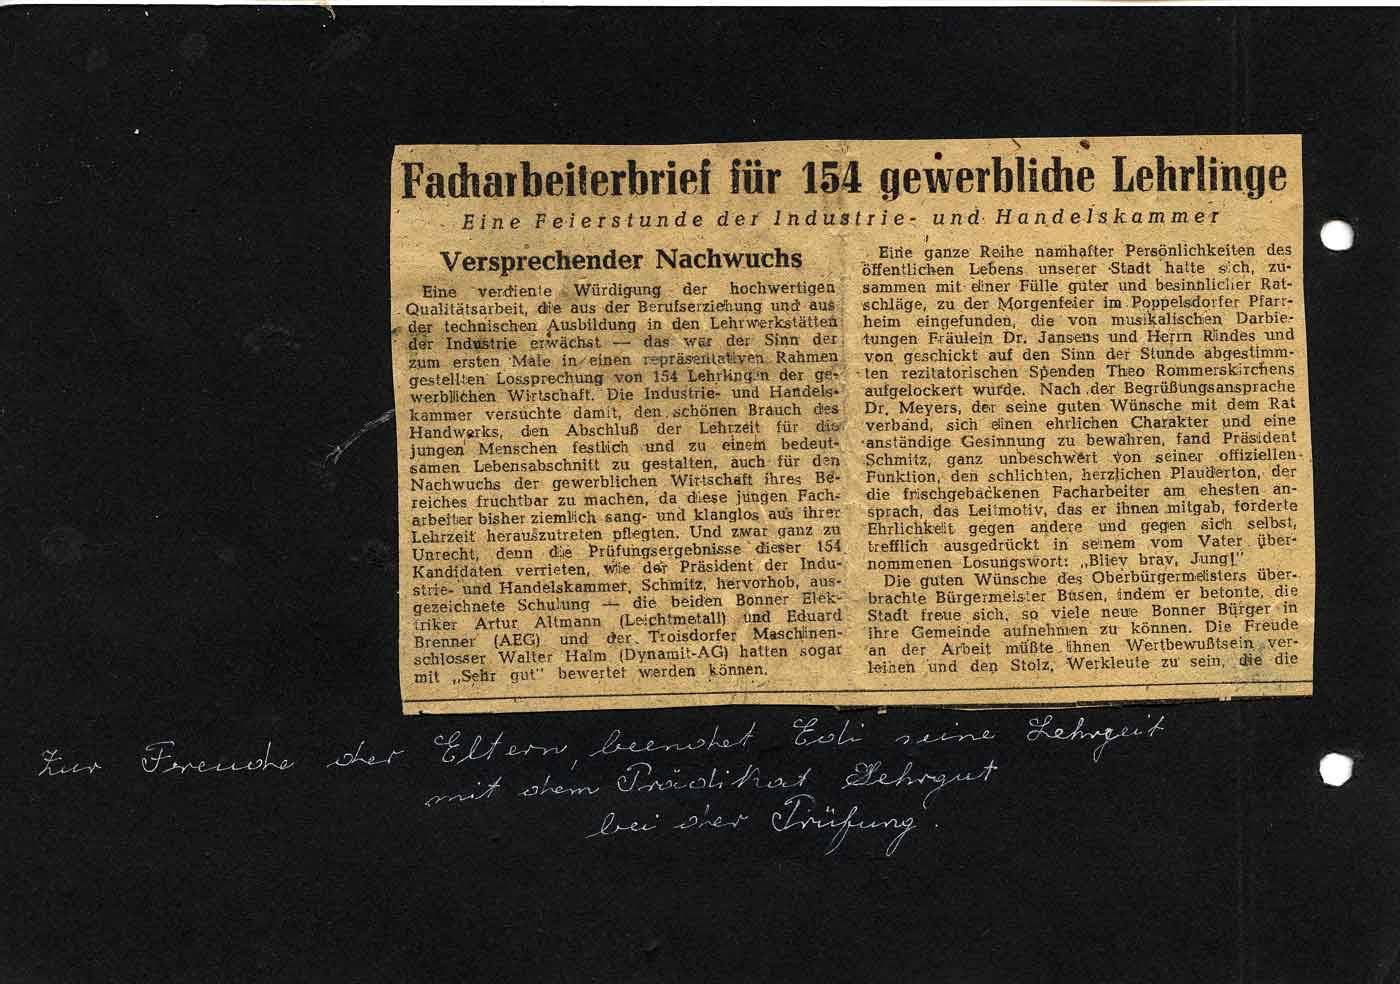 Facharbeiterbrief für 154 gewerbliche Lehrlinge
Eine Feierstunde der Industrie- und Handelskammer
Versprechender Nachwuchs
Eine verdiente Würdigung der hochwertigen
Qualitätsarbeit, die aus der Berufserziehung und aus
der technischen Ausbildung in den Lehrwerkstätten
der Industrie erwächst — das war der Sinn der
zum ersten Male in einen repräsentativen Rahmen
gestellten Lossprechung von 154 Lehrlingen der ge-
werblichen Wirtschaft. Die Industrie- und Handels-
kammer versuchte damit, den schönen Brauch des
Handwerks, den Abschluß der Lehrzeit für die
jungen Menschen festlich und zu einem bedeut-
samen Lebensabschnitt zu gestalten, auch für den
Nachwuchs der gewerblichen Wirtschaft ihres Be-
reiches fruchtbar zu machen, da diese jungen Fach-
arbeiter bisher ziemlich sang- und klanglos aus ihrer
Lehrzeit herauszutreten pflegten. Und zwar ganz zu
Unrecht, denn die Prüfungsergebnisse dieser 154
Kandidaten verrieten, wie der Präsident der Indu-
strie- und Handelskammer, Schmitz, hervorhob, aus-
gezeichnete Schulung — die beiden Bonner Elek-
triker Artur Altmann (Leichtmetall) und Eduard
Brenner (AEG) und der Troisdorfer Maschinen-
schlosser Walter Halm (Dynamit-AG) hatten sogar
mit „Sehr gut" bewertet werden können.
Eine ganze Reihe namhafter Persönlichkeiten des
öffentlichen Lebens unserer Stadt hatte sich, zu-
sammen mit einer Fülle guter und besinnlicher Rat-
schläge, zu der Morgenfeier im Poppelsdorfer Pfarr-
heim eingefunden, die von musikalischen Darbie-
tungen Fräulein Dr. Jansens und Herrn Rindes und
von geschickt auf den Sinn der Stunde abgestimm-
ten rezitatorischen Spenden Theo Rommerskirchens
aufgelockert wurde. Nach der Begrüßungsansprache
Dr. Meyers, der seine guten Wünsche mit dem Rat
verband, sich einen ehrlichen Charakter und eine
anständige Gesinnung zu bewahren, fand Präsident
Schmitz, ganz unbeschwert von seiner offiziellen
Funktion, den schlichten, herzlichen Plauderton, der
die frischgebackenen Facharbeiter am ehesten an-
sprach, das Leitmotiv, das er ihnen mitgab, forderte
Ehrlichkeit gegen andere und gegen sich selbst,
trefflich ausgedrückt in seinem vom Vater über-
nommenen Losungswort: „Bliev brav, Jung!"
Die guten Wünsche des Oberbürgermeisters über-
brachte Bürgermeister Büsen, indem er betonte, die
Stadt freue sich, so viele neue Bonner Bürger in
ihre Gemeinde aufnehmen zu können. Die Freude
an der Arbeit müßte ihnen Wertbewußtsein ver-
leihen und den Stolz, Werkleute zu sein, die die
Zur Freude der Eltern, beendet Edi seine Lehrzeit
mit dem Prädikat Sehrgut
bei der Prüfung.